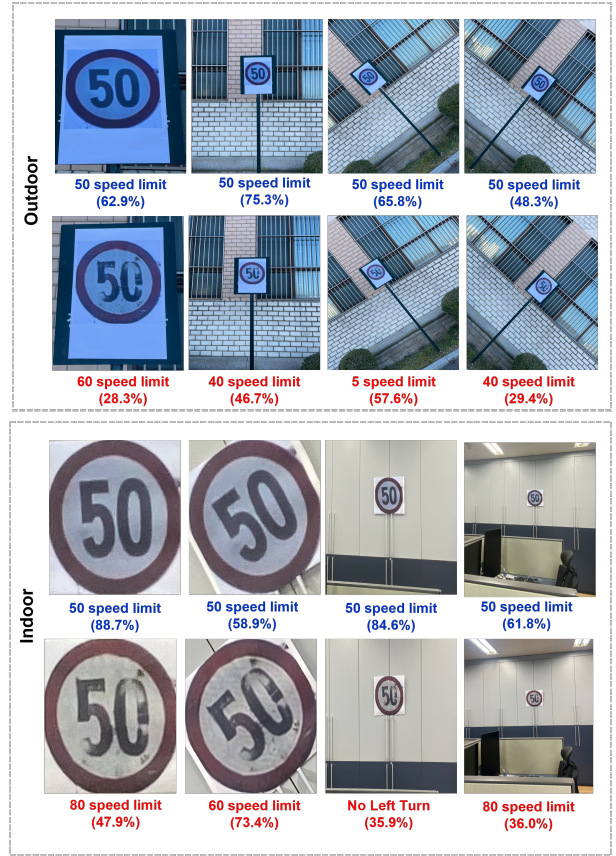 Outdoor
50
50
50
50
50 speed limit
(62.9%)
50 speed limit
(75.3%)
50 speed limit
(65.8%)
50 speed limit
(48.3%)
50
50
50
50
60 speed limit
(28.3%)
40 speed limit
(46.7%)
5 speed limit
(57.6%)
40 speed limit
(29.4%)
Indoor
50
50
50
50
50 speed limit
(88.7%)
50 speed limit
(58.9%)
50 speed limit
(84.6%)
50 speed limit
(61.8%)
50
50
50
50
80 speed limit
(47.9%)
60 speed limit
(73.4%)
No Left Turn
(35.9%)
80 speed limit
(36.0%)